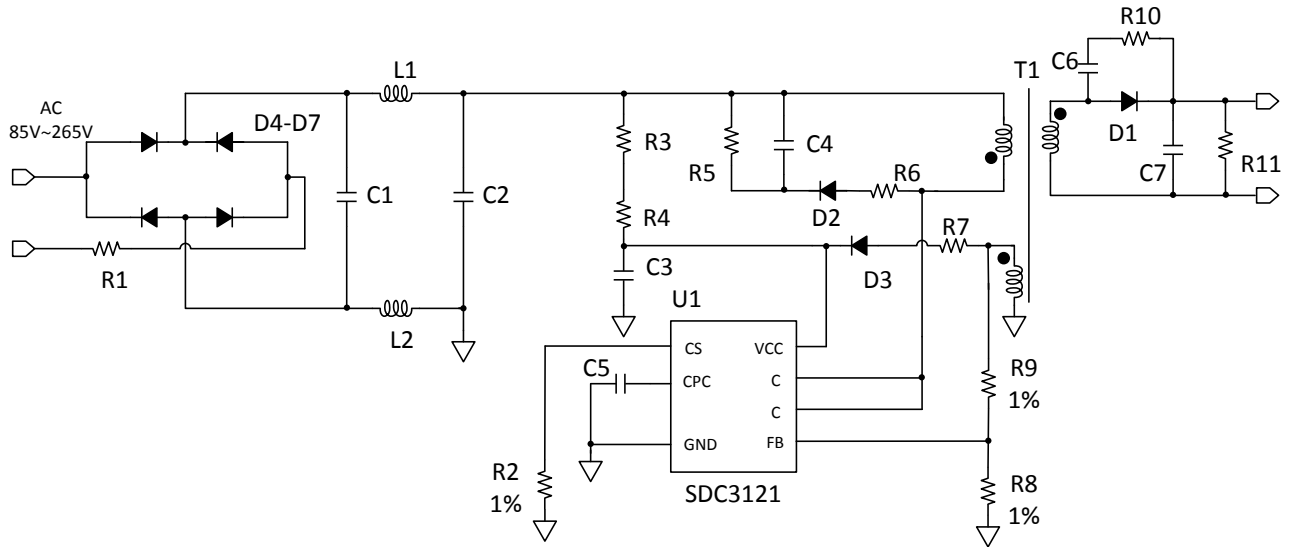 R10
C6
L1
T1
AC
85V~265V
D4-D7
D1
R3
C4
R5
R6
C7
R11
C1
C2
R4
D2
R7
C3
D3
R1
U1
L2
CS
VCC
C5
CPC
C
R9
1%
C
GND
FB
R2
1%
R8
1%
SDC3121